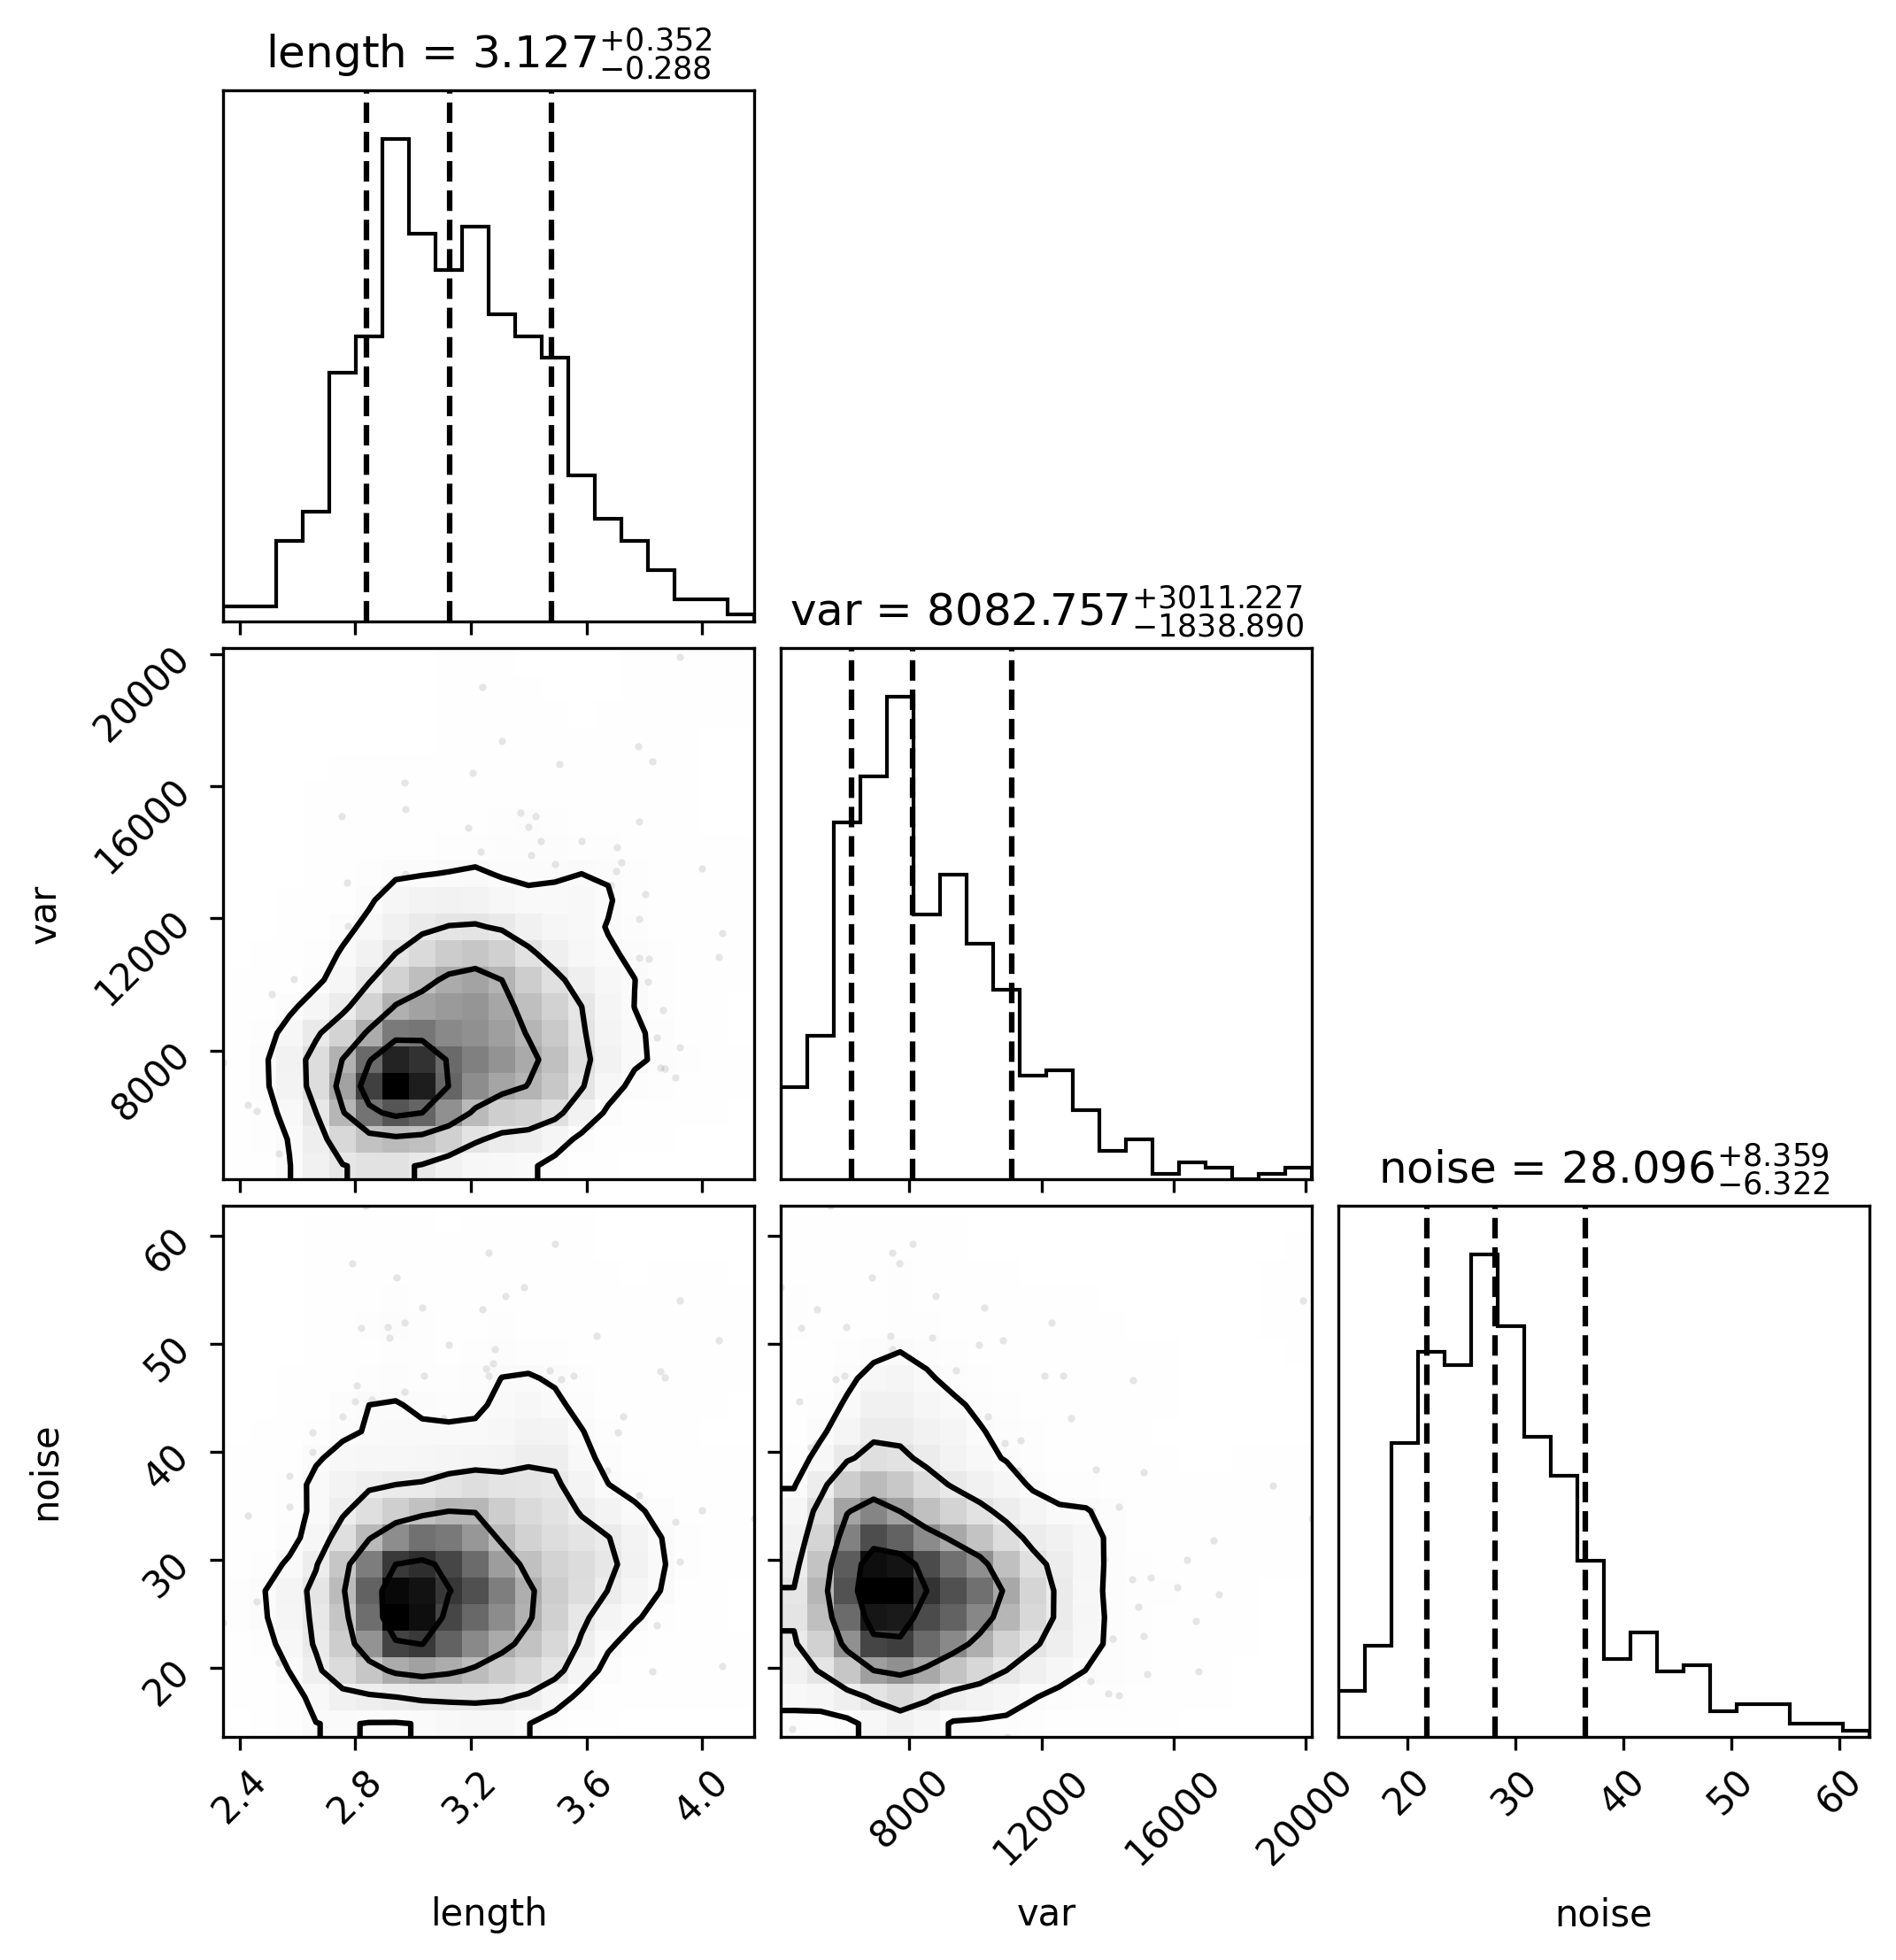 length = 3.127+0.352−0.288
var = 8082.757+3011.227−1838.890
20000
16000
12000
8000
var
noise = 28.096+8.359−6.322
60
50
40
30
20
noise
2.4 2.8 3.2 3.6 4.0
8000 12000 16000 20000
20 30 40 50 60
length
var
noise